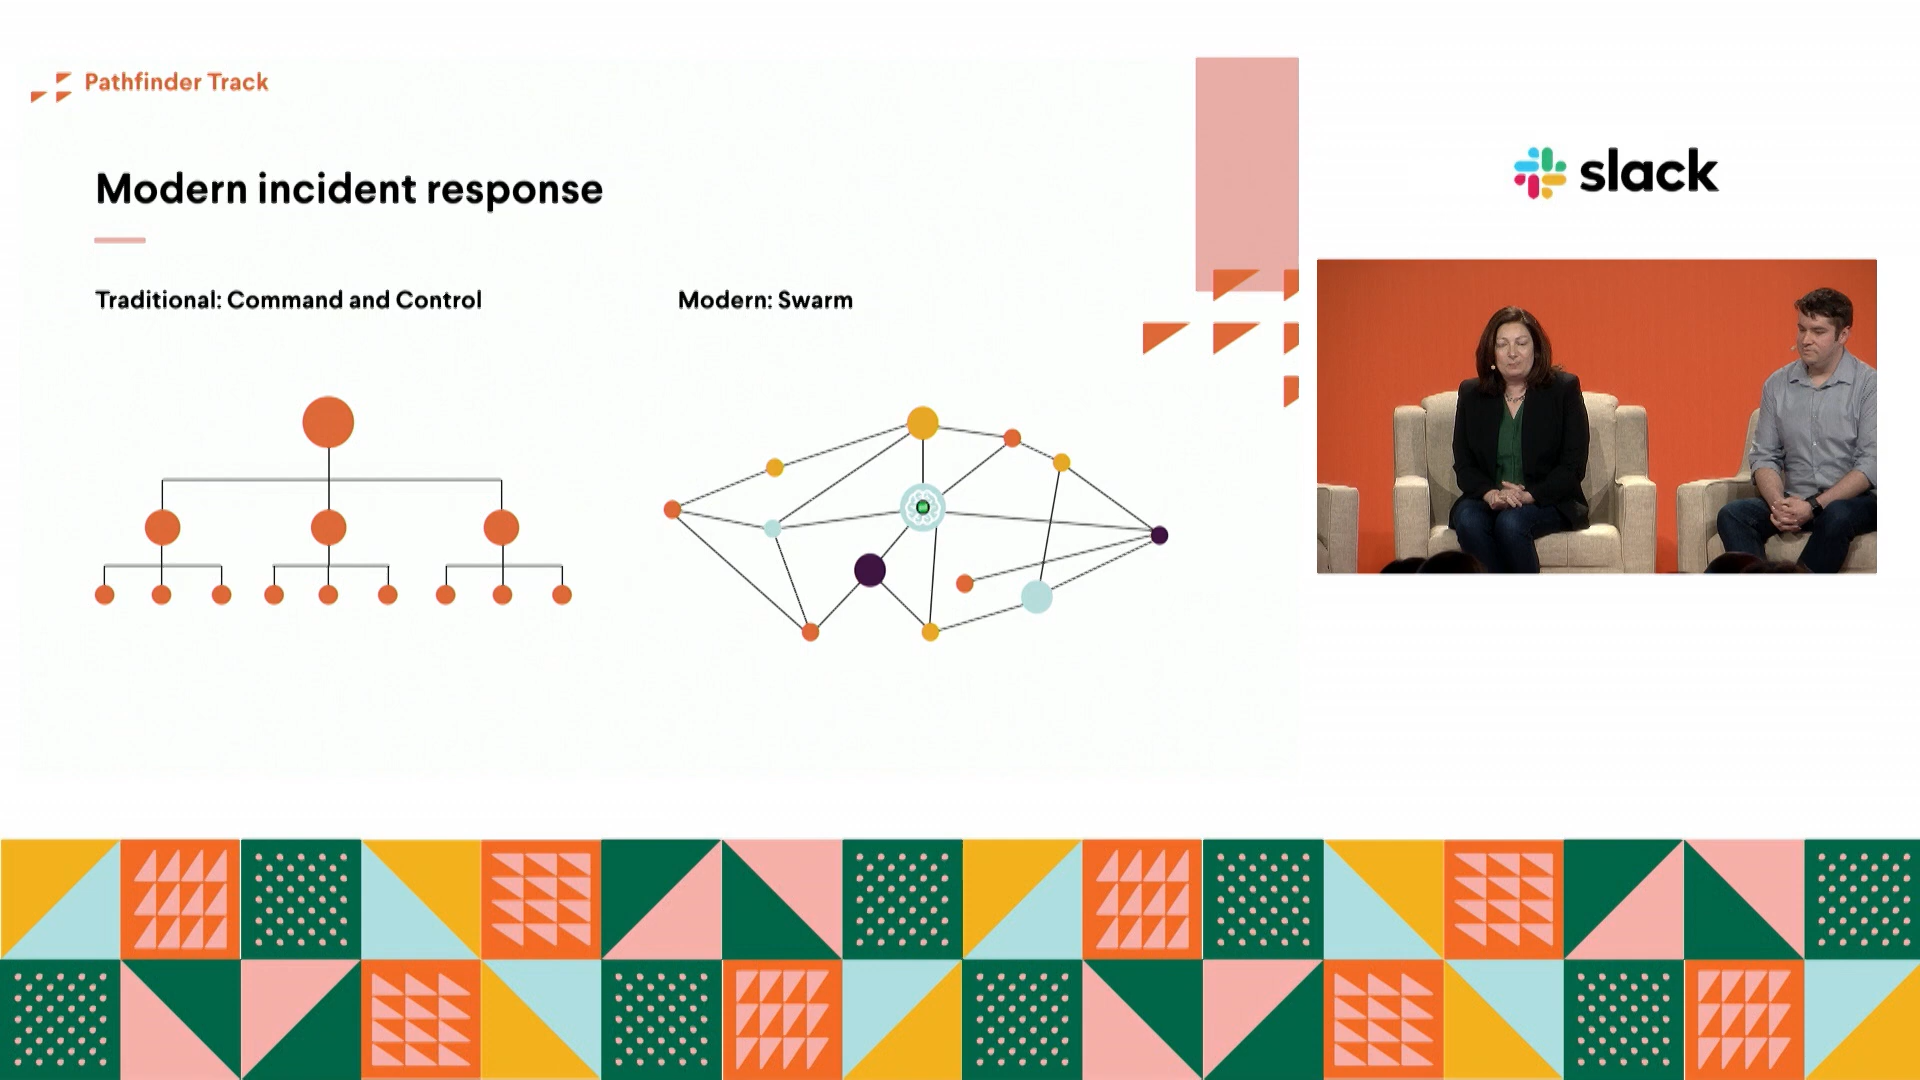 Pathfinder Track
Modern incident response
Traditional: Command and Control
Modern: Swarm
slack